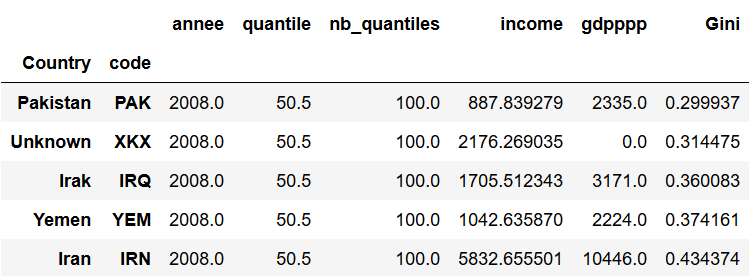 annee quantile nb_quantiles income gdpppp Gini
Country code
Pakistan PAK 2008.0 50.5 100.0 887.839279 2335.0 0.299937
Unknown XKX 2008.0 50.5 100.0 2176.269035 0.0 0.314475
Irak IRQ 2008.0 50.5 100.0 1705.512343 3171.0 0.360083
Yemen YEM 2008.0 50.5 100.0 1042.635870 2224.0 0.374161
Iran IRN 2008.0 50.5 100.0 5832.655501 10446.0 0.434374